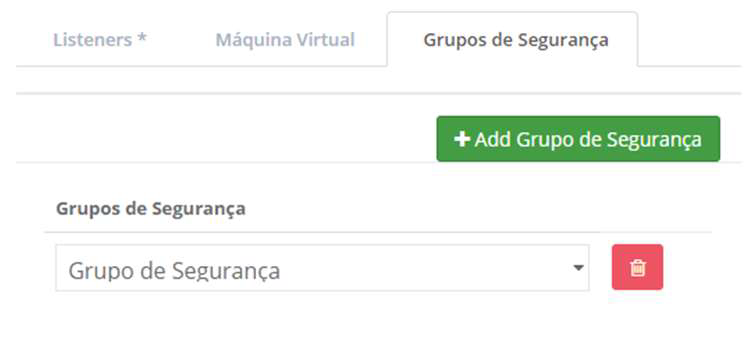 Listeners * Máquina Virtual Grupos de Segurança
+ Add Grupo de Segurança
Grupos de Segurança
Grupo de Segurança